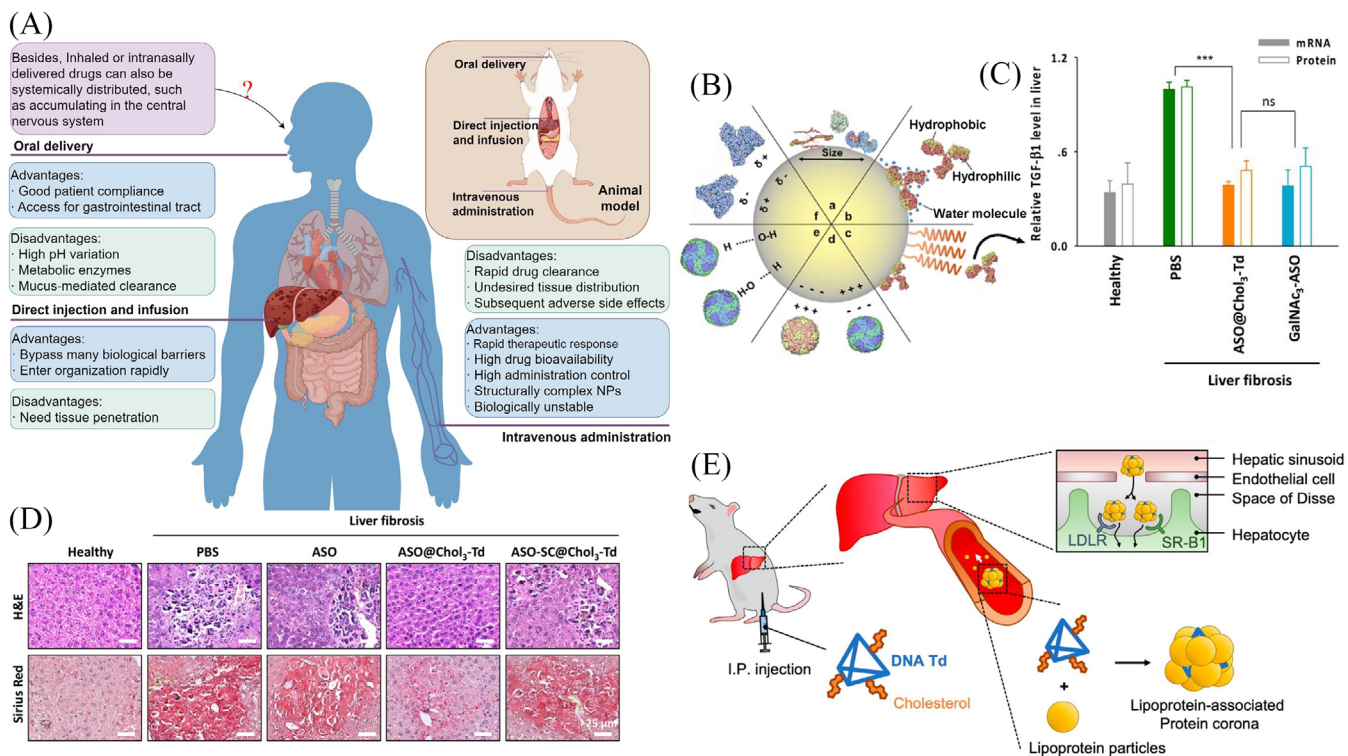 (A)
Besides, Inhaled or intranasally
delivered drugs can also be
systemically distributed, such
as accumulating in the central
nervous system
?
Oral delivery
Advantages:
· Good patient compliance
· Access for gastrointestinal tract
Disadvantages:
· High pH variation
· Metabolic enzymes
· Mucus-mediated clearance
Direct injection and infusion
Advantages:
· Bypass many biological barriers
· Enter organization rapidly
Disadvantages:
· Need tissue penetration
Oral delivery
Direct injection
and infusion
Intravenous
administration
Animal
model
Disadvantages:
· Rapid drug clearance
· Undesired tissue distribution
· Subsequent adverse side effects
Advantages:
· Rapid therapeutic response
· High drug bioavailability
· High administration control
· Structurally complex NPs
· Biologically unstable
Intravenous administration
(B)
Size
Hydrophobic
Hydrophilic
Water molecule
a
b
c
d
e
f
δ+
δ-
δ-
δ+
H
O-H
H
H-O
- - -
+++
+++
- - -
(C)
mRNA
Protein
Relative TGF-β1 level in liver
1.2
.6
0.0
***
ns
Healthy
PBS
ASO@Chol₃-Td
GalNAc₃-ASO
Liver fibrosis
(D)
Liver fibrosis
Healthy
PBS
ASO
ASO@Chol₃-Td
ASO-SC@Chol₃-Td
H&E
Sirius Red
25 μm
(E)
I.P. injection
DNA Td
Cholesterol
Hepatic sinusoid
Endothelial cell
Space of Disse
Hepatocyte
LDLR
SR-B1
+
Lipoprotein particles
Lipoprotein-associated
Protein corona